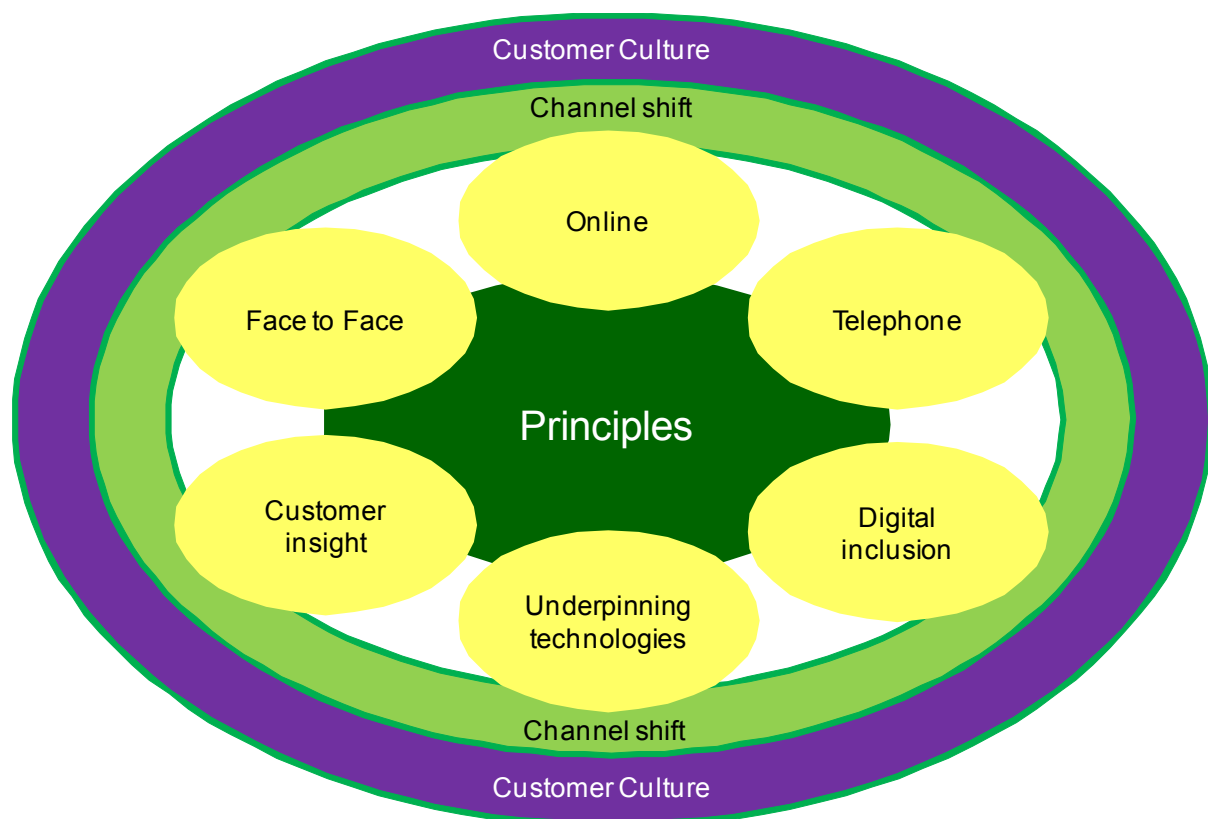 Customer Culture
Channel shift
Online
Face to Face
Telephone
Principles
Customer
insight
Digital
inclusion
Underpinning
technologies
Channel shift
Customer Culture